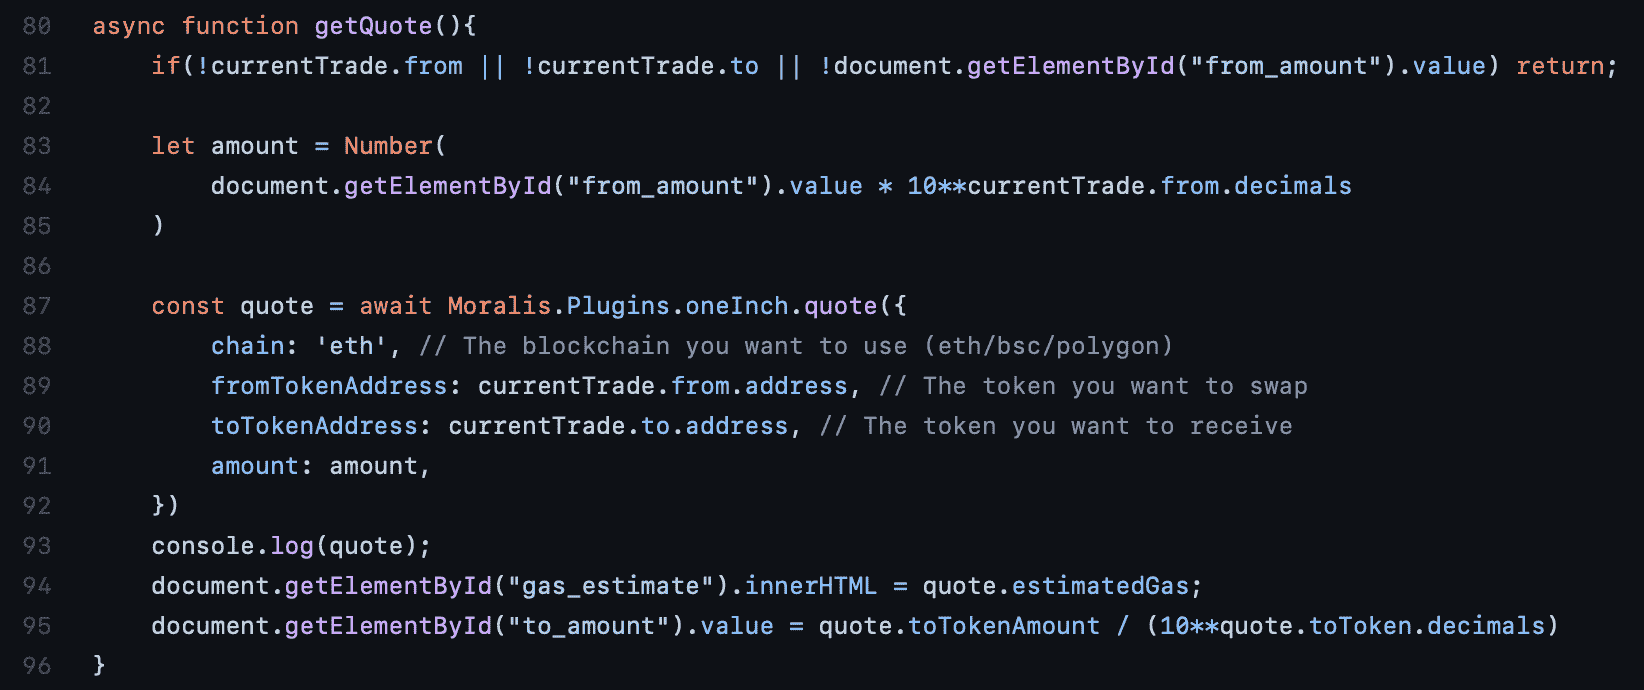 80 async function getQuote(){
81     if(!currentTrade.from || !currentTrade.to || !document.getElementById("from_amount").value) return;
82
83     let amount = Number(
84         document.getElementById("from_amount").value * 10**currentTrade.from.decimals
85     )
86
87     const quote = await Moralis.Plugins.oneInch.quote({
88         chain: 'eth', // The blockchain you want to use (eth/bsc/polygon)
89         fromTokenAddress: currentTrade.from.address, // The token you want to swap
90         toTokenAddress: currentTrade.to.address, // The token you want to receive
91         amount: amount,
92     })
93     console.log(quote);
94     document.getElementById("gas_estimate").innerHTML = quote.estimatedGas;
95     document.getElementById("to_amount").value = quote.toTokenAmount / (10**quote.toToken.decimals)
96 }